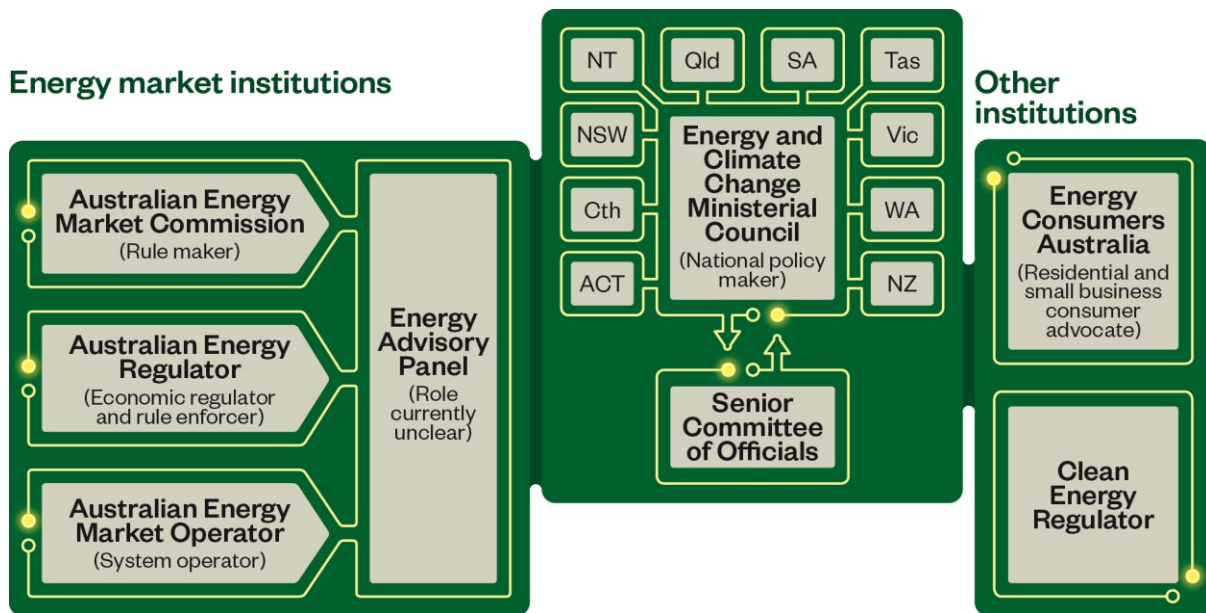 Energy market institutions
Australian Energy
Market Commission
(Rule maker)
Australian Energy
Regulator
(Economic regulator
and rule enforcer)
Australian Energy
Market Operator
(System operator)
Energy
Advisory
Panel
(Role
currently
unclear)
NT
Qld
SA
Tas
NSW
Cth
ACT
Energy and
Climate
Change
Ministerial
Council
(National policy
maker)
Vic
WA
NZ
Senior
Committee
of Officials
Other
institutions
Energy
Consumers
Australia
(Residential and
small business
consumer
advocate)
Clean
Energy
Regulator